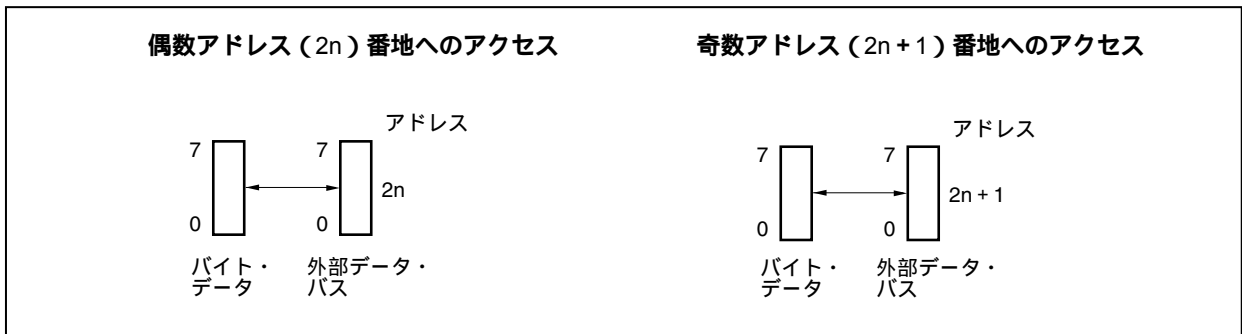 偶数アドレス（2n）番地へのアクセス
アドレス
7
7
2n
0
0
バイト・
データ
外部データ・
バス
奇数アドレス（2n＋1）番地へのアクセス
アドレス
7
7
2n＋1
0
0
バイト・
データ
外部データ・
バス